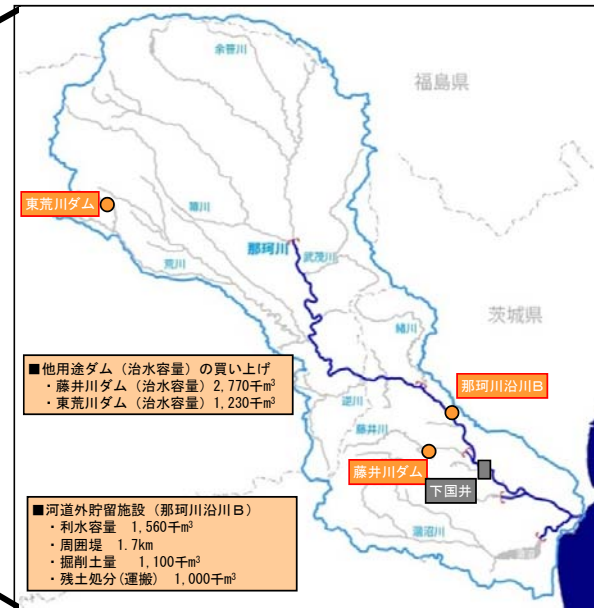 余笹川
福島県
東荒川ダム
箒川
那珂川
武茂川
荒川
緒川
茨城県
■他用途ダム（治水容量）の買い上げ
・藤井川ダム（治水容量）2,770千m³
・東荒川ダム（治水容量）1,230千m³
那珂川沿川B
逆川
藤井川
藤井川ダム
下国井
涸沼川
■河道外貯留施設（那珂川沿川B）
・利水容量　1,560千m³
・周囲堤　1.7km
・掘削土量　1,100千m³
・残土処分(運搬)　1,000千m³